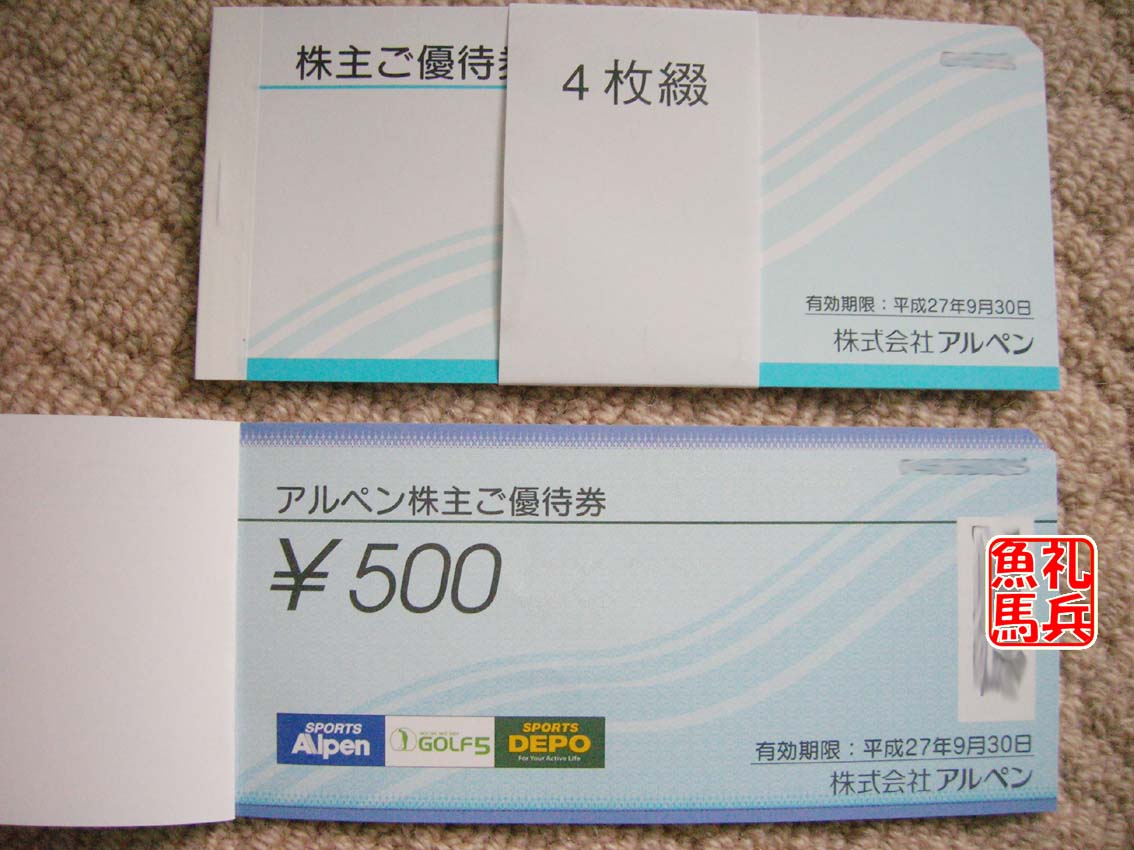 株主ご優待
4枚綴
有効期限:平成27年9月30日
株式会社アルペン
アルペン株主ご優待券
¥500
SPORTS
Alpen
GOLF5
SPORTS
DEPO
For Your Active Life
有効期限:平成27年9月30日
株式会社アルペン
魚礼
馬兵